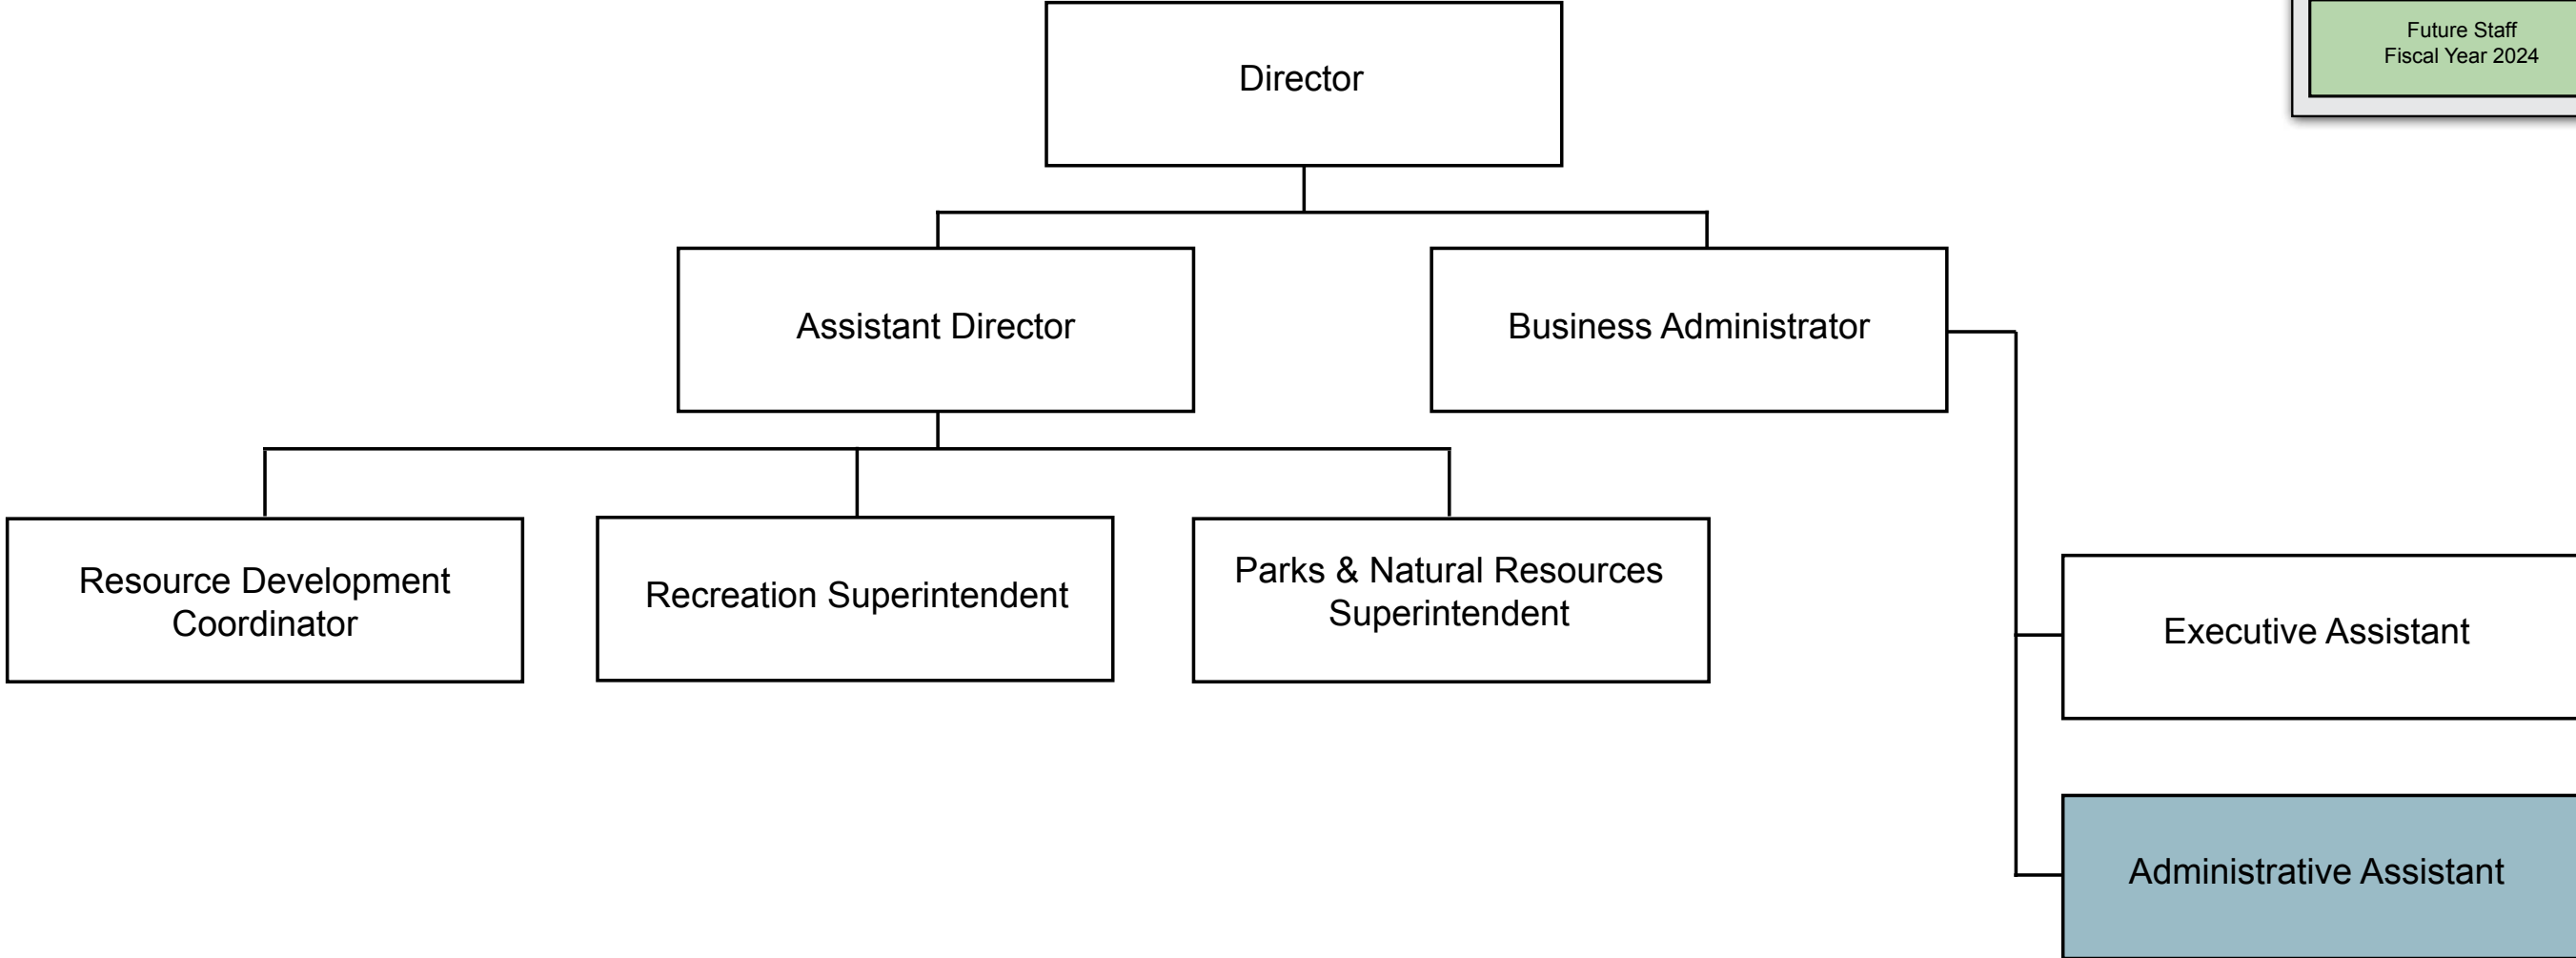 Director
Future Staff
Fiscal Year 2024
Assistant Director
Business Administrator
Resource Development
Coordinator
Recreation Superintendent
Parks & Natural Resources
Superintendent
Executive Assistant
Administrative Assistant